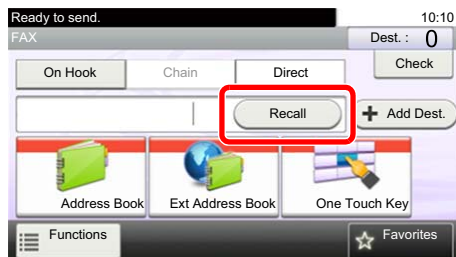 Ready to send. 10:10
FAX Dest. : 0
On Hook Chain Direct Check
Recall Add Dest.
Address Book Ext Address Book One Touch Key
Functions Favorites